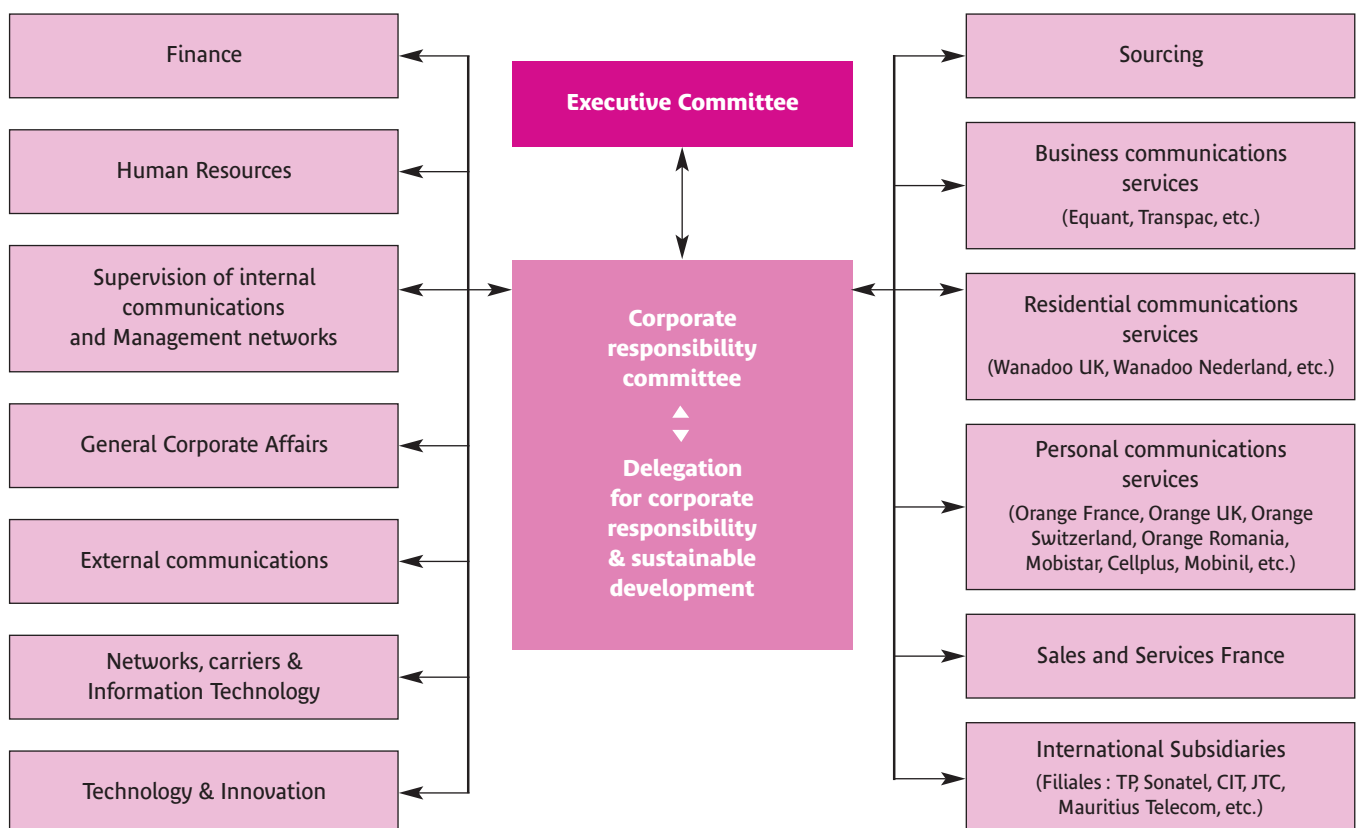 Finance
Human Resources
Supervision of internal
communications
and Management networks
General Corporate Affairs
External communications
Networks, carriers &
Information Technology
Technology & Innovation
Executive Committee
Corporate
responsibility
committee
Delegation
for corporate
responsibility
& sustainable
development
Sourcing
Business communications
services
(Equant, Transpac, etc.)
Residential communications
services
(Wanadoo UK, Wanadoo Nederland, etc.)
Personal communications
services
(Orange France, Orange UK, Orange
Switzerland, Orange Romania,
Mobistar, Cellplus, Mobinil, etc.)
Sales and Services France
International Subsidiaries
(Filiales : TP, Sonatel, CIT, JTC,
Mauritius Telecom, etc.)